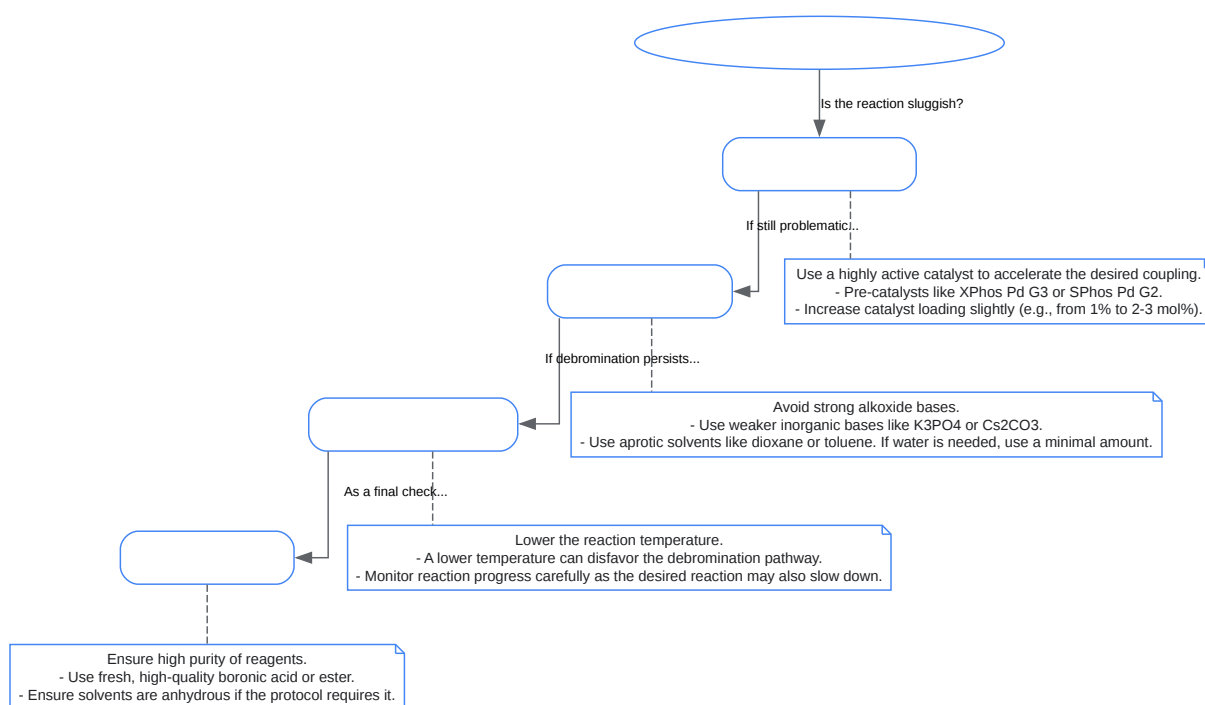 Is the reaction sluggish?
If still problematic...
Use a highly active catalyst to accelerate the desired coupling.
- Pre-catalysts like XPhos Pd G3 or SPhos Pd G2.
- Increase catalyst loading slightly (e.g., from 1% to 2-3 mol%).
If debromination persists...
Avoid strong alkoxide bases.
- Use weaker inorganic bases like K3PO4 or Cs2CO3.
- Use aprotic solvents like dioxane or toluene. If water is needed, use a minimal amount.
As a final check...
Lower the reaction temperature.
- A lower temperature can disfavor the debromination pathway.
- Monitor reaction progress carefully as the desired reaction may also slow down.
Ensure high purity of reagents.
- Use fresh, high-quality boronic acid or ester.
- Ensure solvents are anhydrous if the protocol requires it.